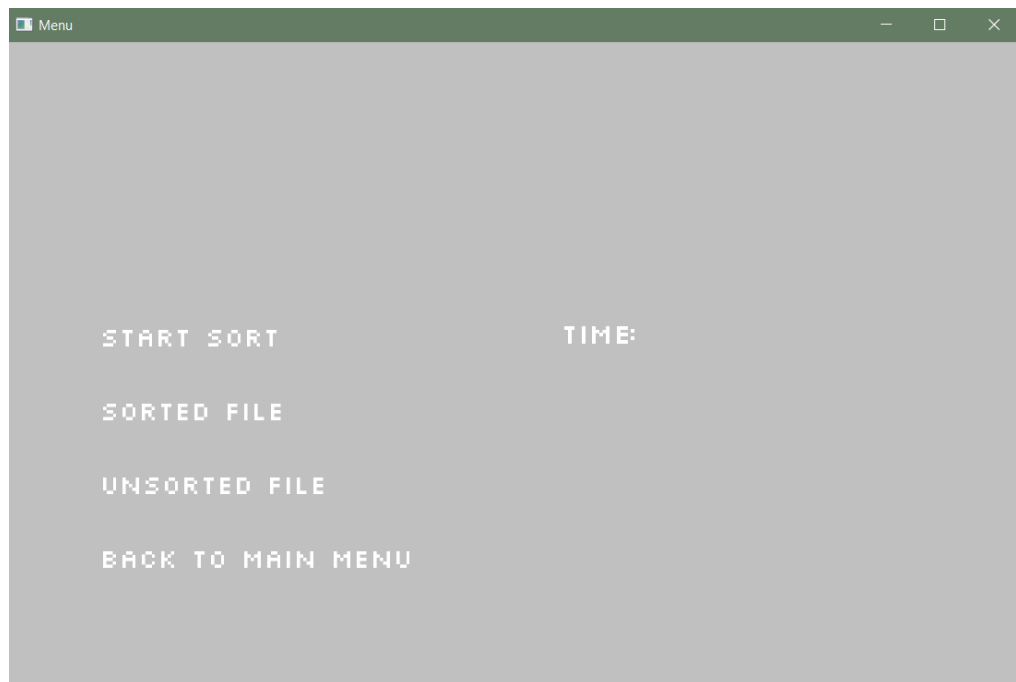 Menu
START SORT
TIME:
SORTED FILE
UNSORTED FILE
BACK TO MAIN MENU